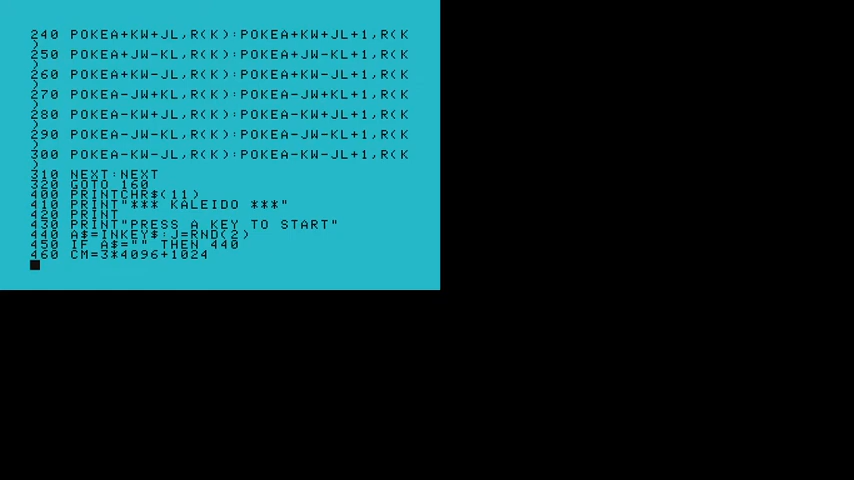 240 POKEA+KW+JL,R(K):POKEA+KW+JL+1,R(K
)
250 POKEA+JW-KL,R(K):POKEA+JW-KL+1,R(K
)
260 POKEA+KW-JL,R(K):POKEA+KW-JL+1,R(K
)
270 POKEA-JW+KL,R(K):POKEA-JW+KL+1,R(K
)
280 POKEA-KW+JL,R(K):POKEA-KW+JL+1,R(K
)
290 POKEA-JW-KL,R(K):POKEA-JW-KL+1,R(K
)
300 POKEA-KW-JL,R(K):POKEA-KW-JL+1,R(K
)
310 NEXT:NEXT
320 GOTO 160
400 PRINTCHR$(11)
410 PRINT"*** KALEIDO ***"
420 PRINT
430 PRINT"PRESS A KEY TO START"
440 A$=INKEY$:J=RND(2)
450 IF A$="" THEN 440
460 CM=3*4096+1024